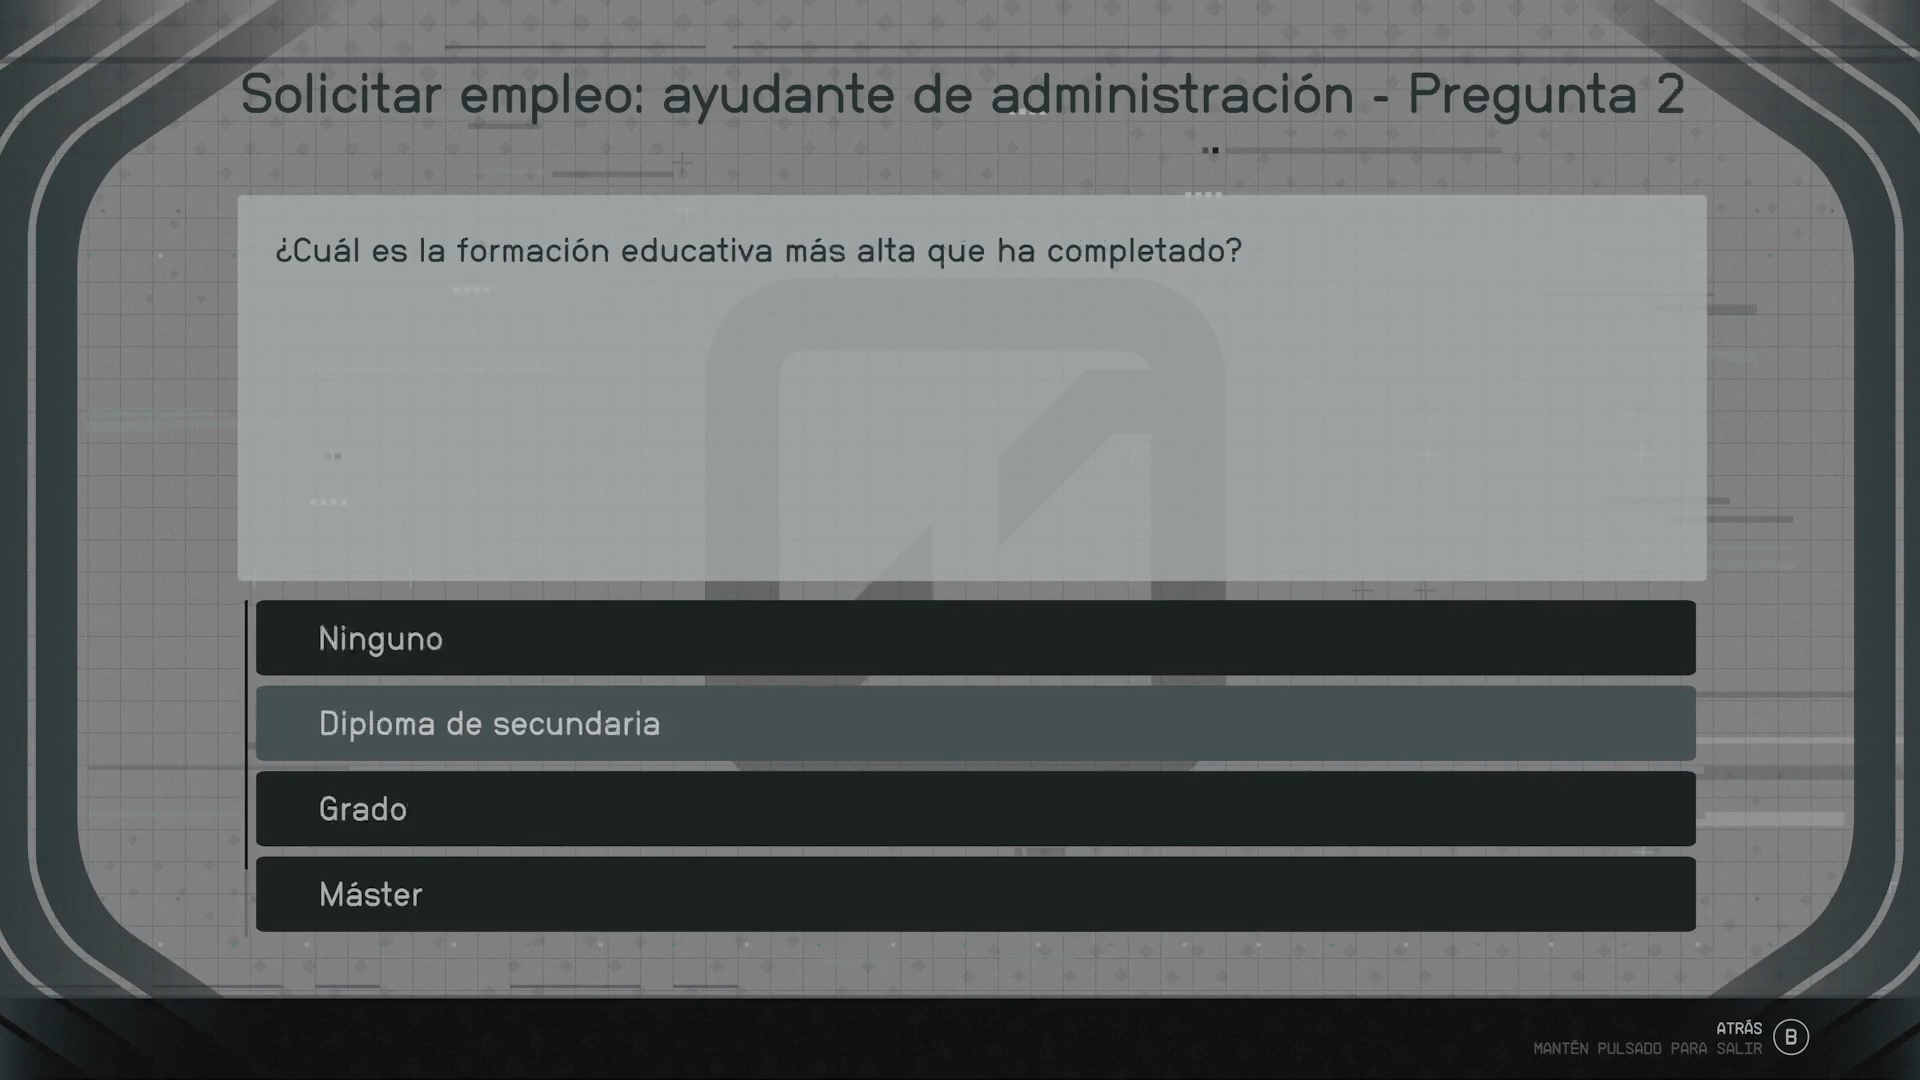 Solicitar empleo: ayudante de administración - Pregunta 2
¿Cuál es la formación educativa más alta que ha completado?
Ninguno
Diploma de secundaria
Grado
Máster
ATRÁS
B
MANTÉN PULSADO PARA SALIR